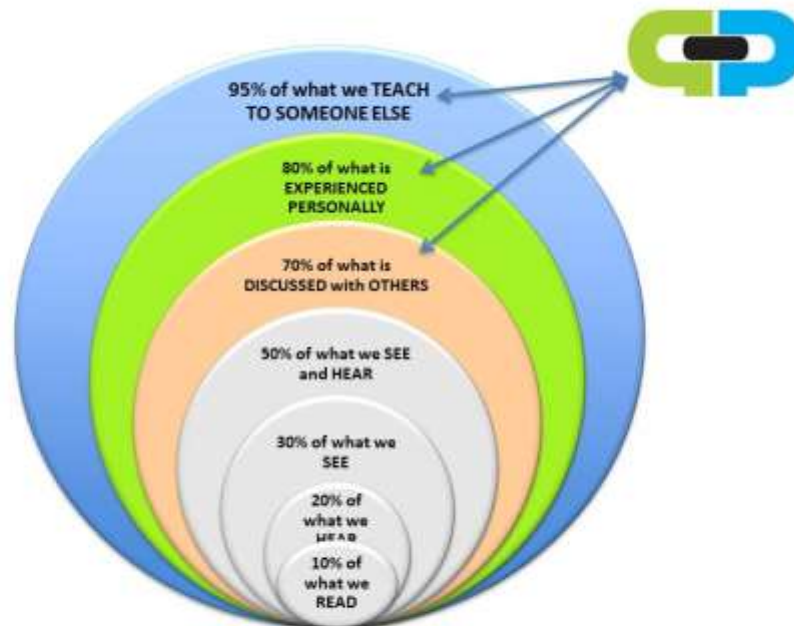 95% of what we TEACH
TO SOMEONE ELSE
80% of what is
EXPERIENCED
PERSONALLY
70% of what is
DISCUSSED with OTHERS
50% of what we SEE
and HEAR
30% of what we
SEE
20% of
what we
HEAR
10% of
what we
READ